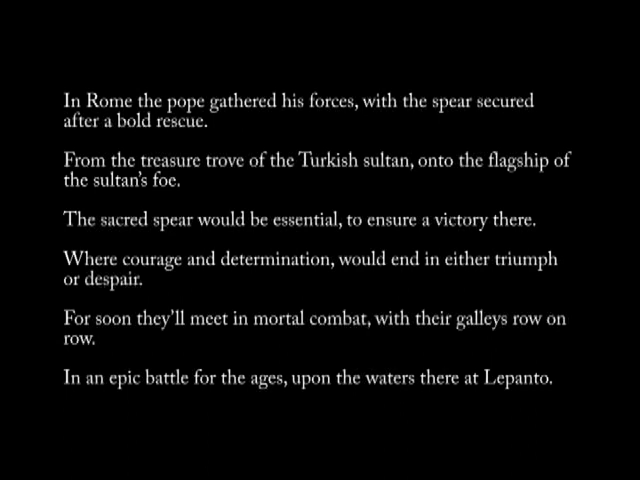 In Rome the pope gathered his forces, with the spear secured
after a bold rescue.
From the treasure trove of the Turkish sultan, onto the flagship of
the sultan's foe.
The sacred spear would be essential, to ensure a victory there.
Where courage and determination, would end in either triumph
or despair.
For soon they'll meet in mortal combat, with their galleys row on
row.
In an epic battle for the ages, upon the waters there at Lepanto.